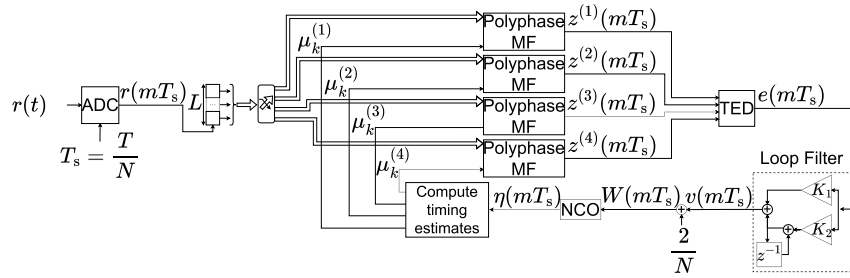 Polyphase MF
z^{(1)}(mT_s)
μ_k^{(1)}
Polyphase MF
z^{(2)}(mT_s)
μ_k^{(2)}
r(t)
ADC
r(mT_s)
L
Polyphase MF
z^{(3)}(mT_s)
TED
e(mT_s)
μ_k^{(3)}
T_s = T/N
Polyphase MF
z^{(4)}(mT_s)
μ_k^{(4)}
Loop Filter
Compute timing estimates
η(mT_s)
NCO
W(mT_s)
v(mT_s)
K_1
K_2
2/N
z^{-1}